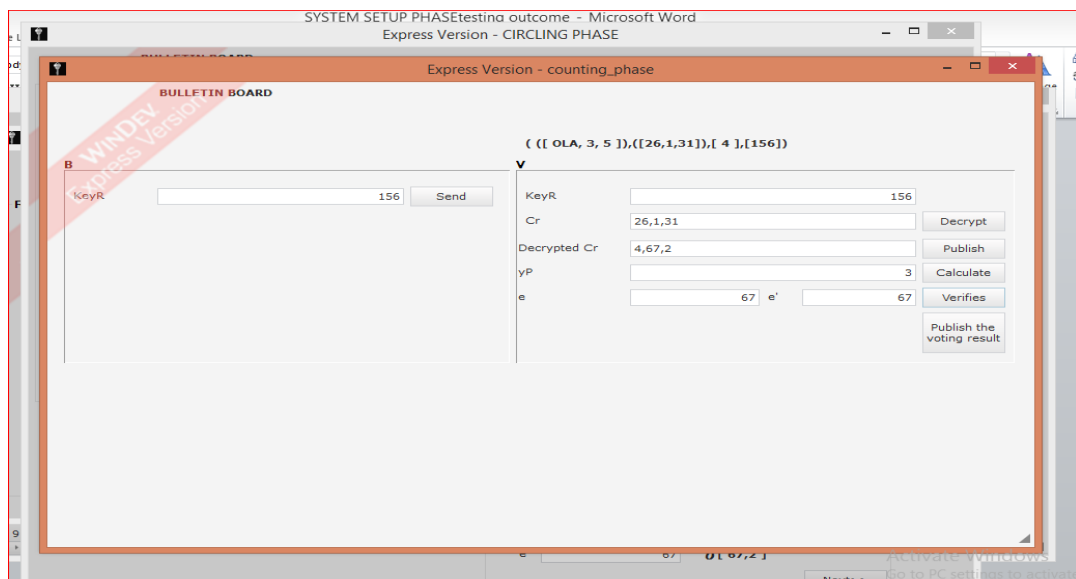 SYSTEM SETUP PHASEtesting outcome - Microsoft Word
Express Version - CIRCLING PHASE
Express Version - counting_phase
BULLETIN BOARD
WINDEV
Express Version
( ([ OLA, 3, 5 ]),([26,1,31]),[ 4 ],[156])
B
V
KeyR 156 Send
KeyR 156
Cr 26,1,31 Decrypt
Decrypted Cr 4,67,2 Publish
yP 3 Calculate
e 67 e' 67 Verifies
Publish the
voting result
e 67 [ 67,2 ]
Activate Windows
Go to PC settings to activate